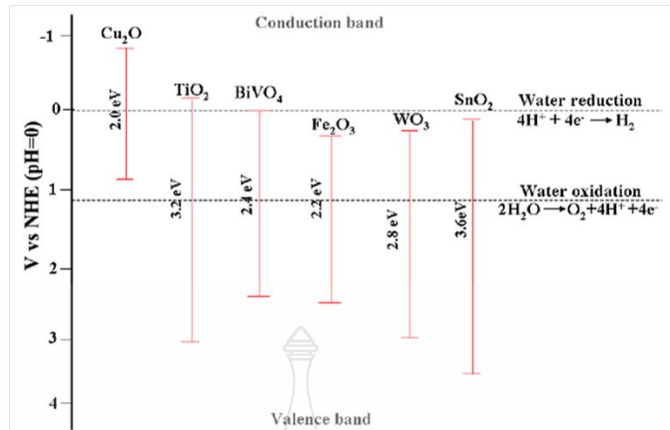 Conduction band
-1
Cu₂O
TiO₂
BiVO₄
SnO₂
Water reduction
0
2.0 eV
4H⁺ + 4e⁻ → H₂
Fe₂O₃
WO₃
V vs NHE (pH=0)
1
3.2 eV
2.4 eV
2.2 eV
2.8 eV
3.6eV
Water oxidation
2H₂O → O₂+4H⁺ +4e⁻
2
3
4
Valence band